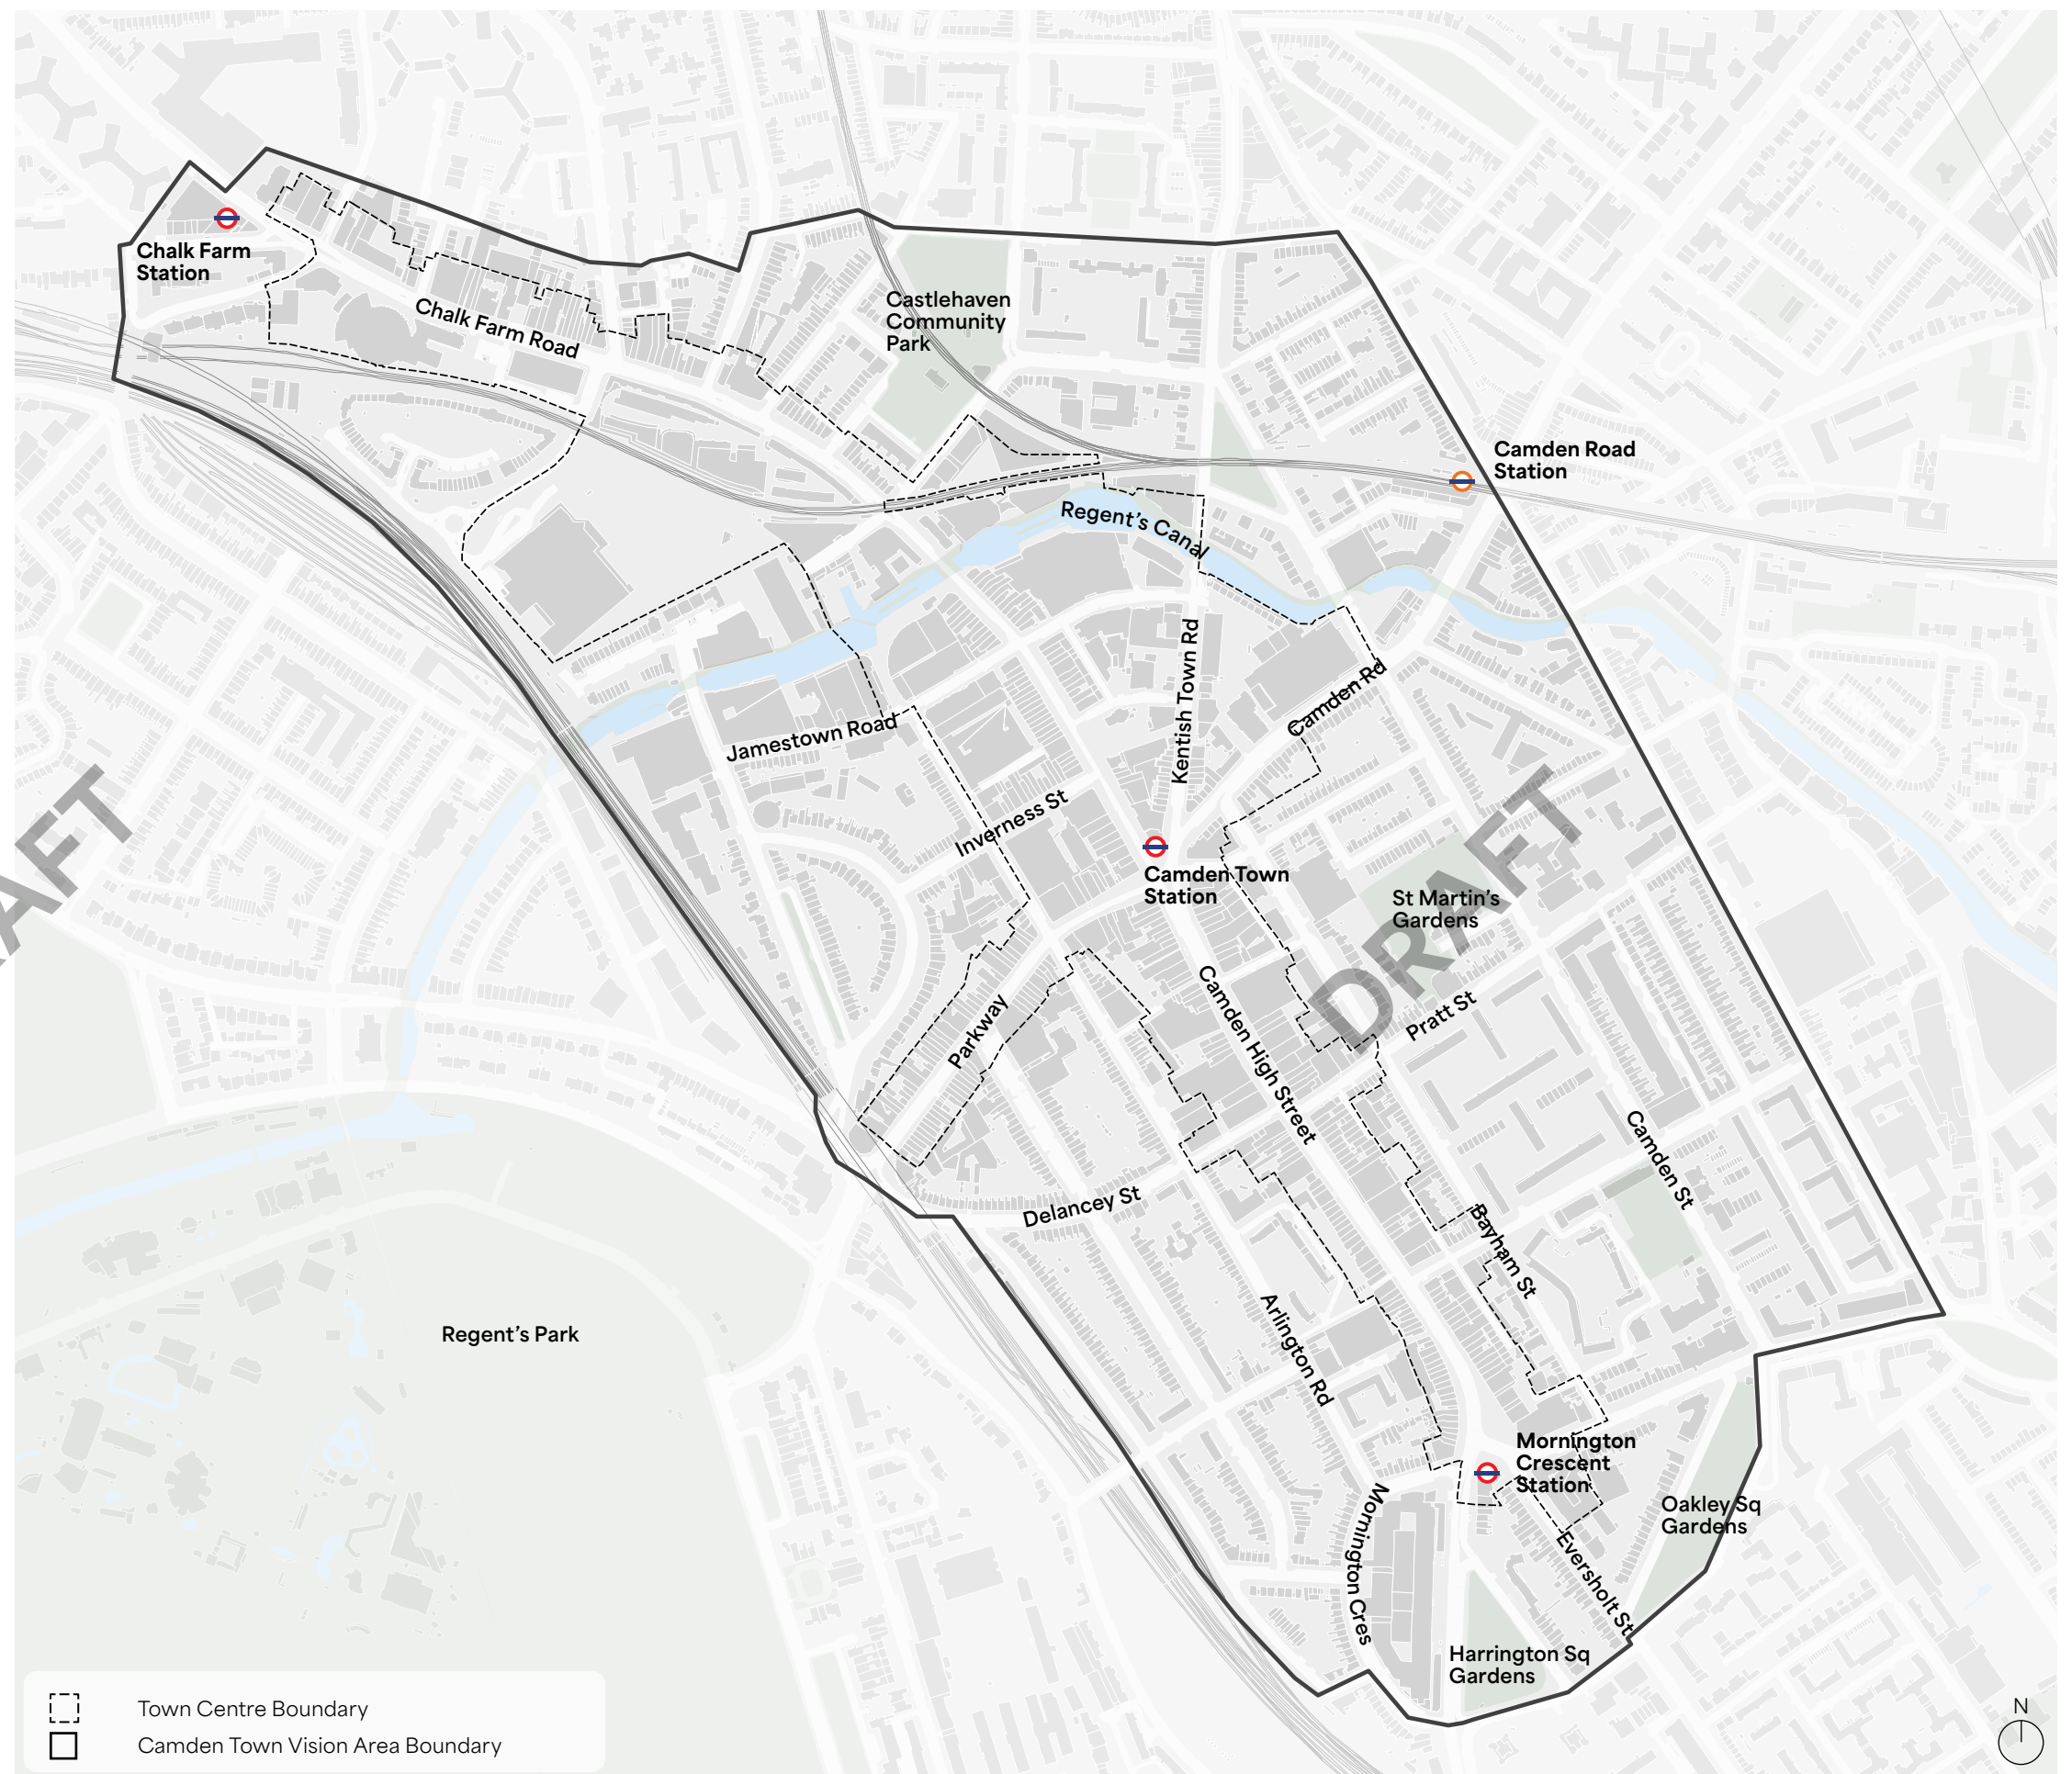 Chalk Farm
Station
Chalk Farm Road
Castlehaven
Community
Park
Camden Road
Station
Regent's Canal
Kentish Town Rd
Camden Rd
Jamestown Road
Inverness St
Camden Town
Station
St Martin's
Gardens
DRAFT
AFT
Parkway
Camden High Street
Pratt St
Camden St
Delancey St
Bayham St
Arlington Rd
Regent's Park
Mornington
Crescent
Station
Mornington Cres
Oakley Sq
Gardens
Eversholt St
Harrington Sq
Gardens
Town Centre Boundary
Camden Town Vision Area Boundary
N